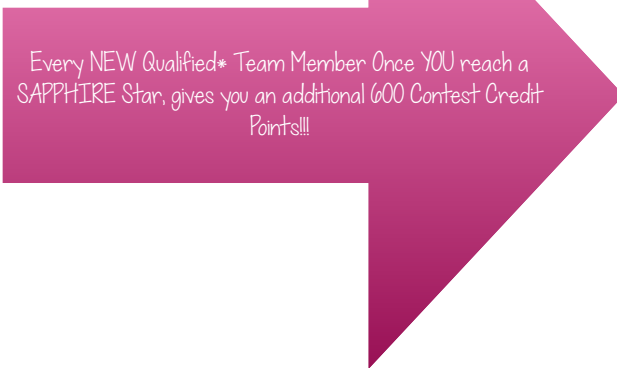 Every NEW Qualified* Team Member Once YOU reach a
SAPPHIRE Star, gives you an additional 600 Contest Credit
Points!!!